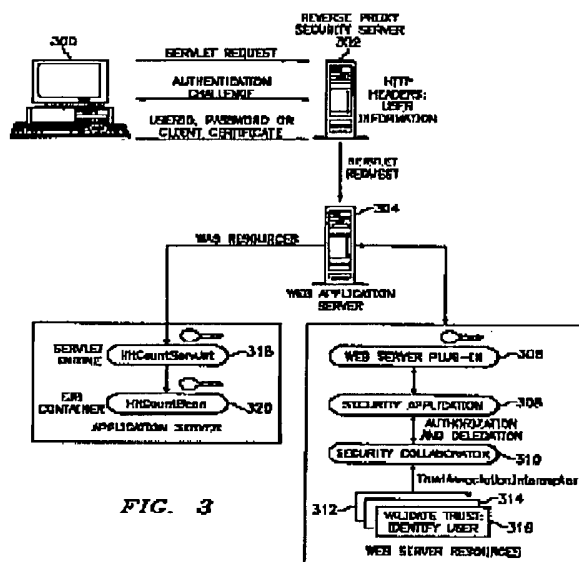 300
REVERSE PROXY
SECURITY SERVER
302
SERVLET REQUEST
AUTHENTICATION
CHALLENGE
USERID, PASSWORD OR
CLIENT CERTIFICATE
HTTP
HEADERS:
USER
INFORMATION
SERVLET
REQUEST
304
WAS RESOURCES
WEB APPLICATION
SERVER
SERVLET
ENGINE
HitCountServlet
318
EJB
CONTAINER
HitCountBean
320
APPLICATION SERVER
WEB SERVER PLUG-IN
306
SECURITY APPLICATION
308
AUTHORIZATION
AND DELEGATION
SECURITY COLLABORATOR
310
TrustAssociationInterceptor
312
314
VALIDATE TRUST:
IDENTIFY USER
316
WEB SERVER RESOURCES
FIG. 3